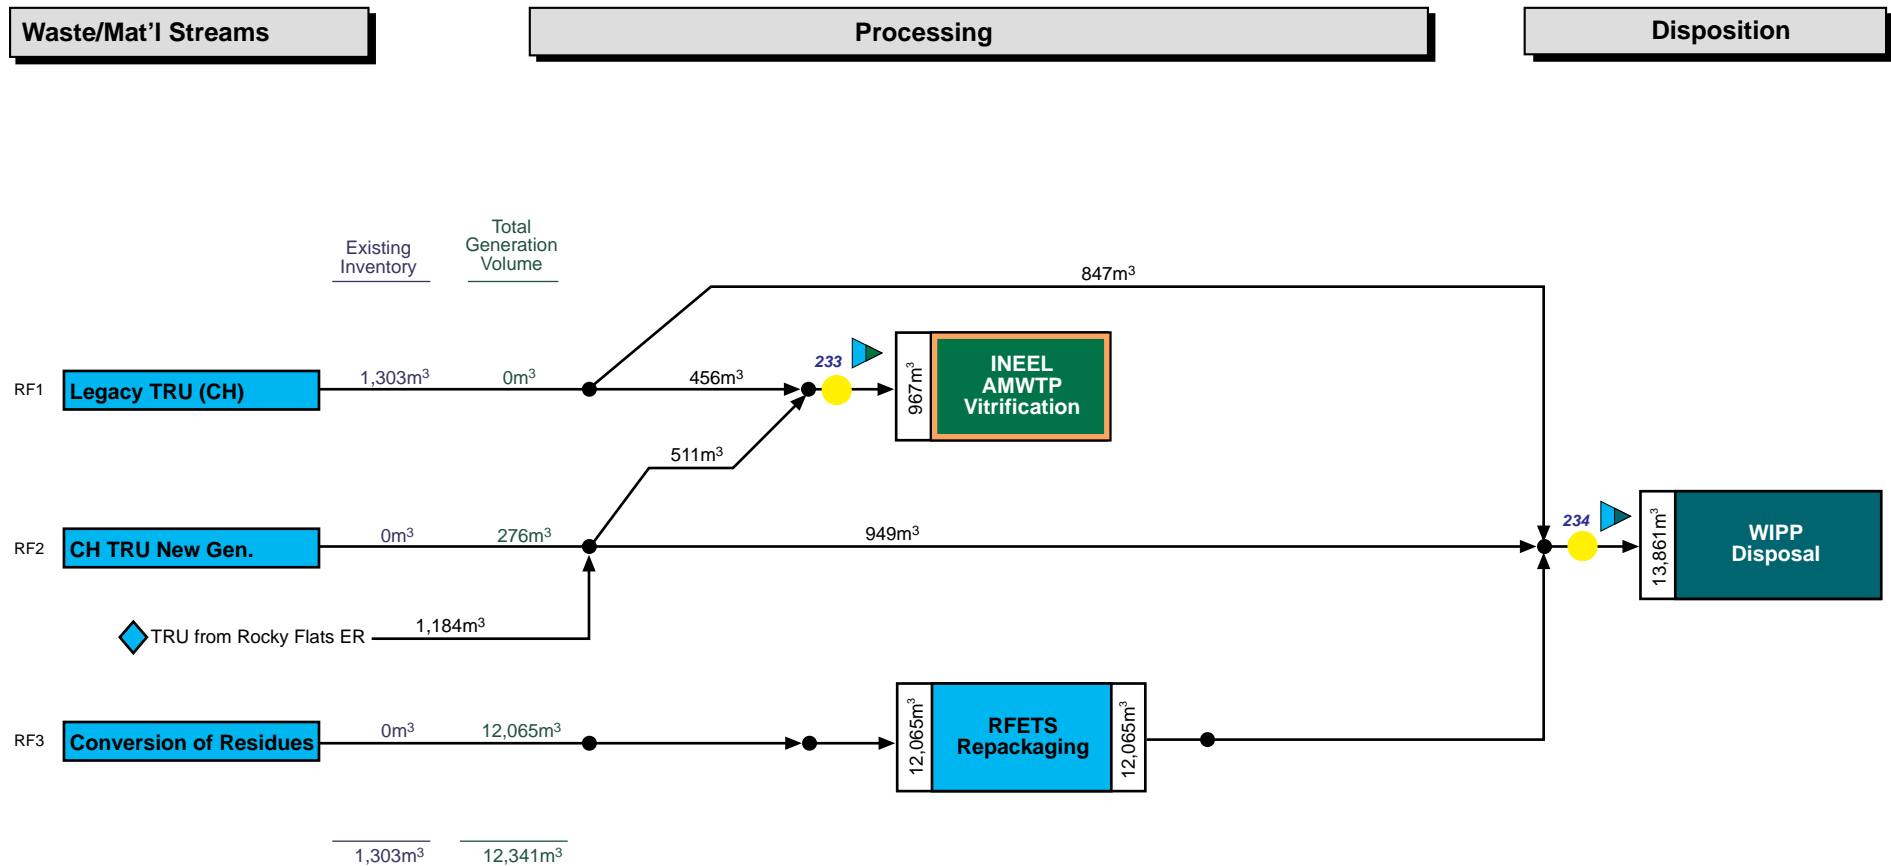 Waste/Mat'l Streams
Processing
Disposition
Existing
Inventory
Total
Generation
Volume
847m³
RF1
Legacy TRU (CH)
1,303m³
0m³
456m³
233
967m³
INEEL
AMWTP
Vitrification
511m³
RF2
CH TRU New Gen.
0m³
276m³
949m³
234
13,861m³
WIPP
Disposal
TRU from Rocky Flats ER
1,184m³
RF3
Conversion of Residues
0m³
12,065m³
12,065m³
RFETS
Repackaging
12,065m³
1,303m³
12,341m³